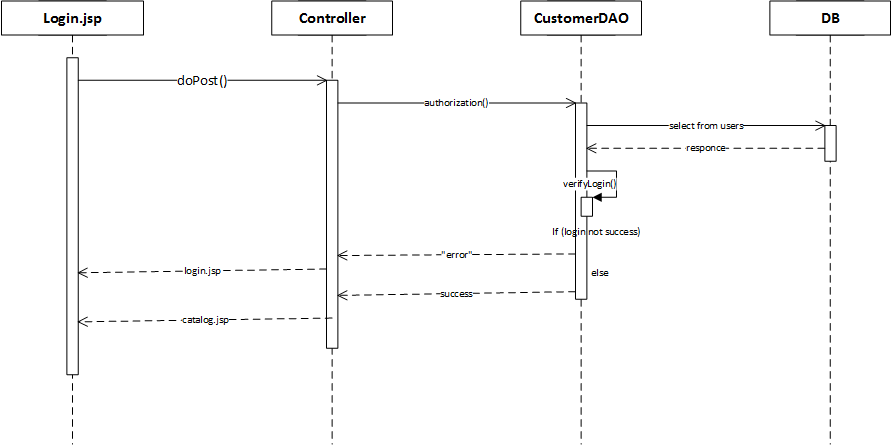 Login.jsp
Controller
CustomerDAO
DB
doPost()
authorization()
select from users
responce
verifyLogin()
If (login not success)
"error"
login.jsp
else
success
catalog.jsp